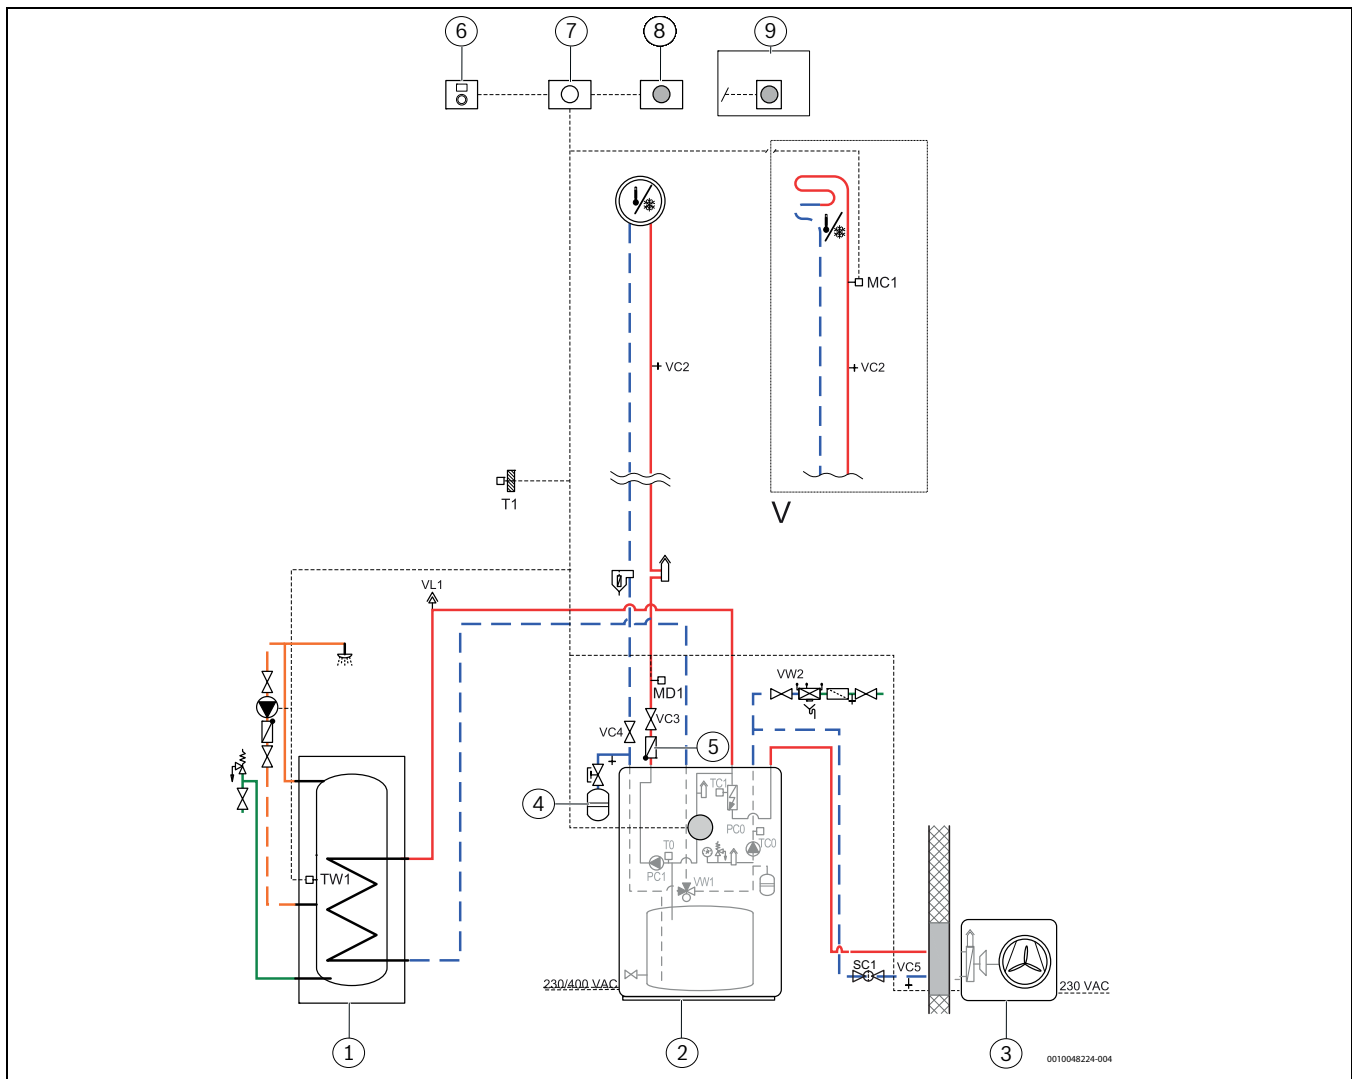 6
7
8
9
MC1
VC2
VC2
T1
V
VL1
VW2
MD1
VC3
VC4
5
4
TC1
PC0
TC0
T0
PC1
VW1
TW1
SC1
VC5
230/400 VAC
230 VAC
1
2
3
0010048224-004